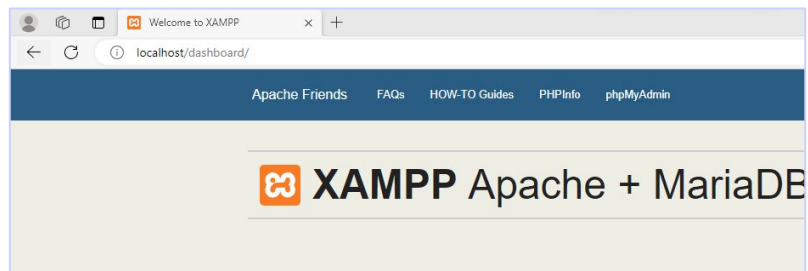 Welcome to XAMPP
localhost/dashboard/
Apache Friends FAQs HOW-TO Guides PHPInfo phpMyAdmin
XAMPP Apache + MariaDB